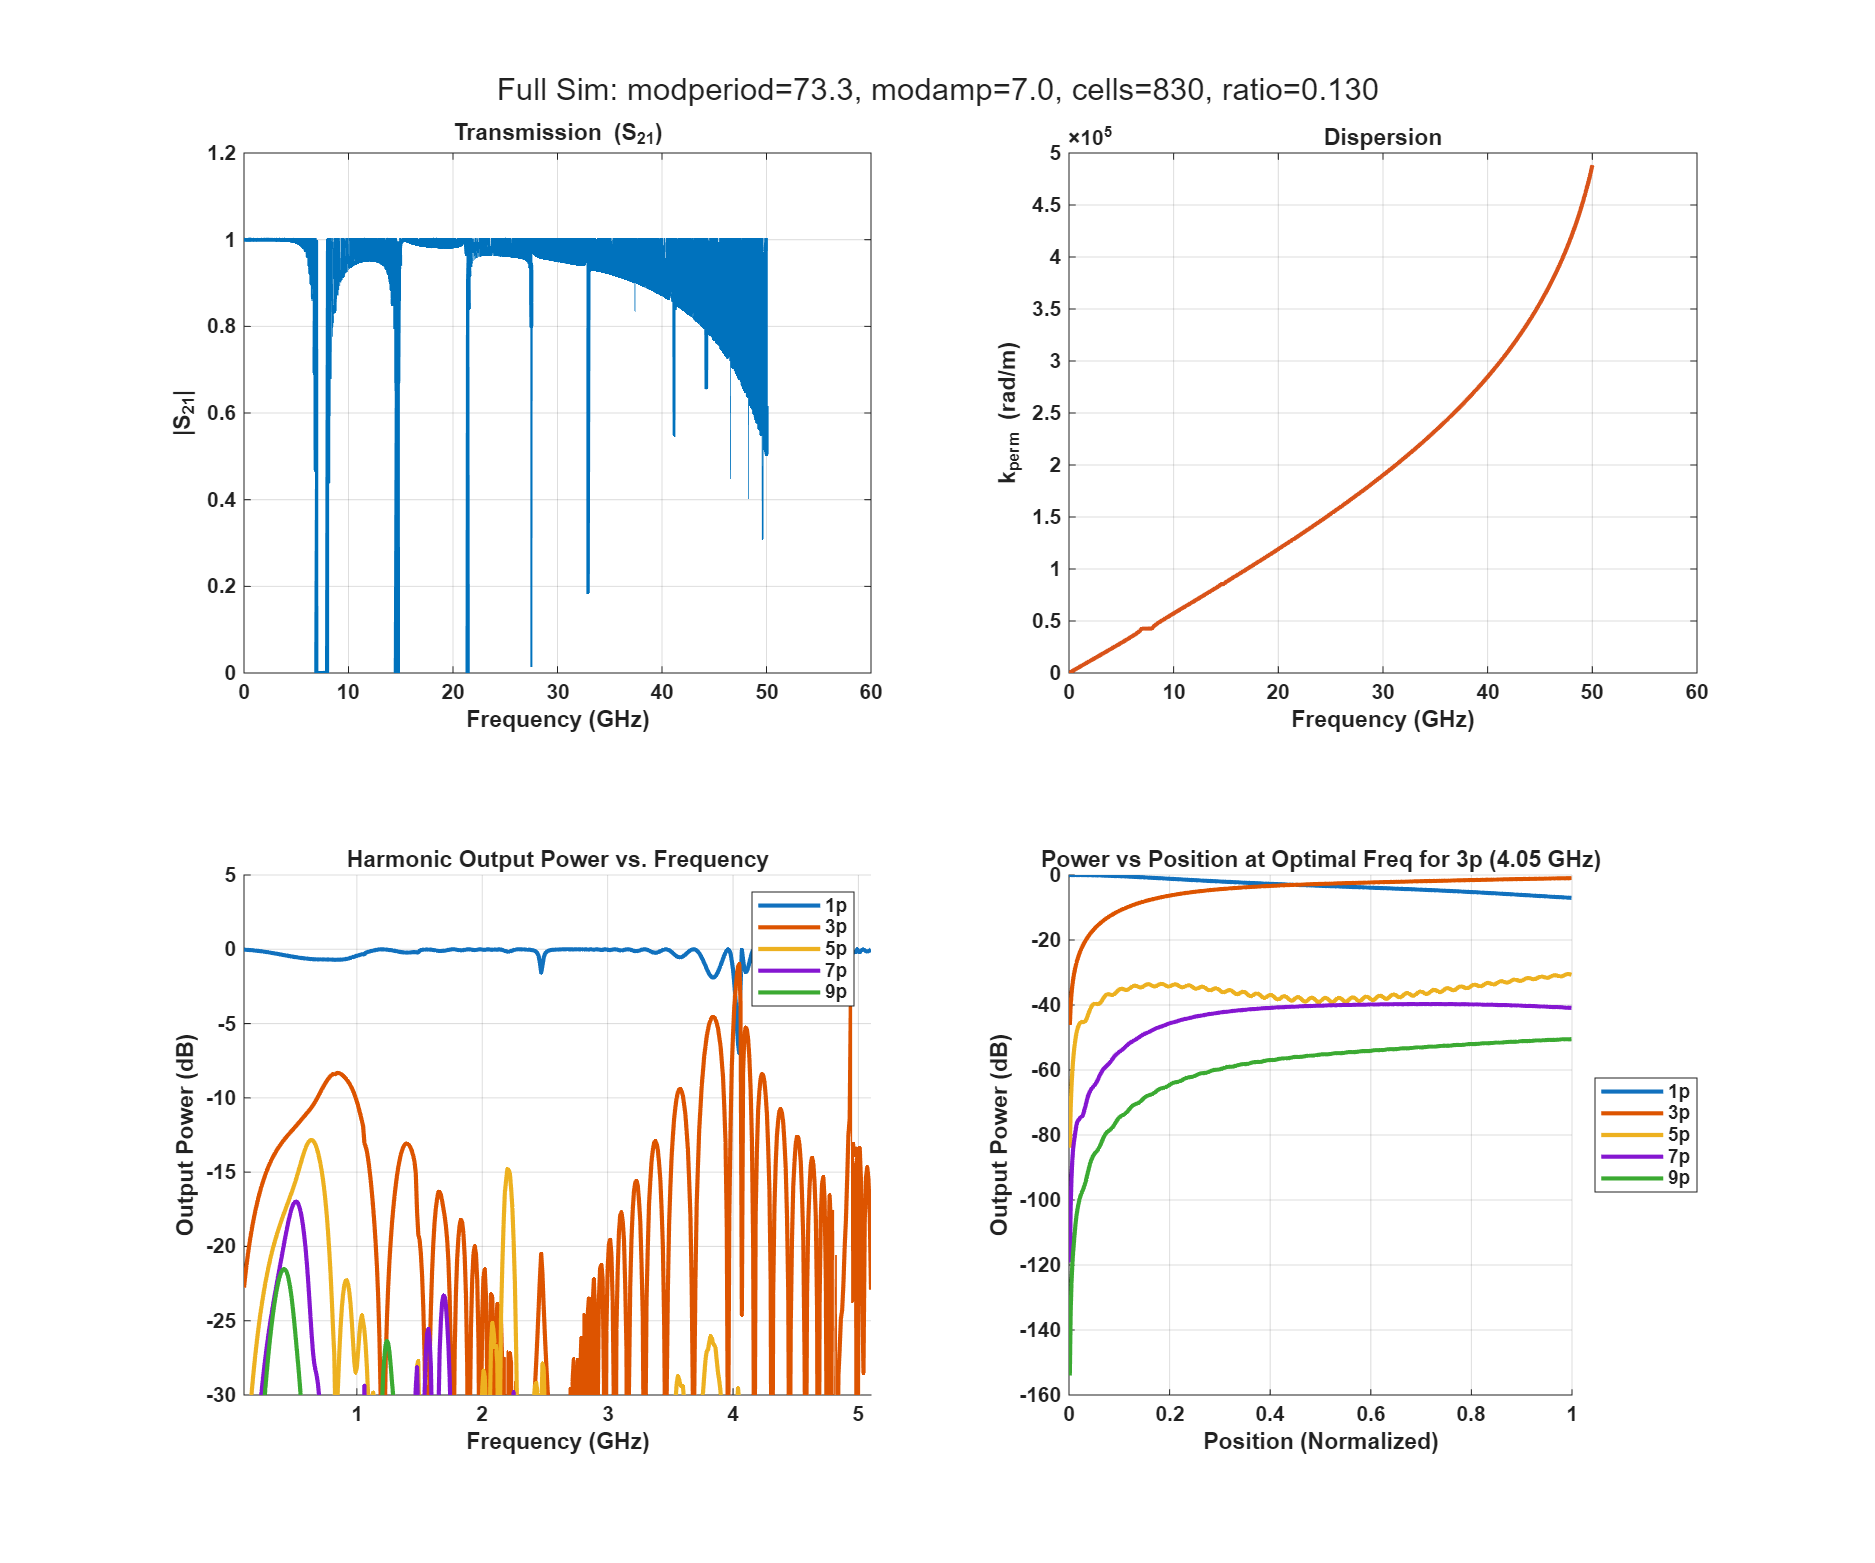 Full Sim: modperiod=73.3, modamp=7.0, cells=830, ratio=0.130
Transmission (S21)
1.2
1
0.8
0.6
0.4
0.2
0
|S21|
0 10 20 30 40 50 60
Frequency (GHz)
×10^5
Dispersion
5
4.5
4
3.5
3
2.5
2
1.5
1
0.5
0
kperm (rad/m)
0 10 20 30 40 50 60
Frequency (GHz)
Harmonic Output Power vs. Frequency
5
0
-5
-10
-15
-20
-25
-30
Output Power (dB)
1p
3p
5p
7p
9p
1 2 3 4 5
Frequency (GHz)
Power vs Position at Optimal Freq for 3p (4.05 GHz)
0
-20
-40
-60
-80
-100
-120
-140
-160
Output Power (dB)
0 0.2 0.4 0.6 0.8 1
Position (Normalized)
1p
3p
5p
7p
9p